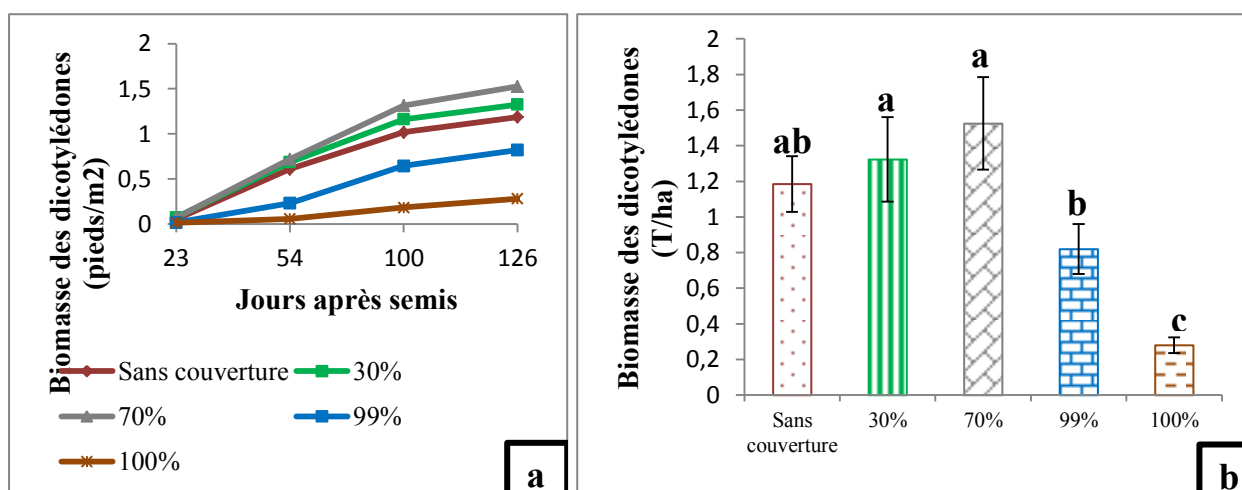 Biomasse des dicotylédones
(pieds/m2)
2
1,5
1
0,5
0
23 54 100 126
Jours après semis
Sans couverture 30%
70% 99%
100%
a
Biomasse des dicotylédones
(T/ha)
2
1,8
1,6
1,4
1,2
1
0,8
0,6
0,4
0,2
0
ab a a b c
Sans couverture 30% 70% 99% 100%
b